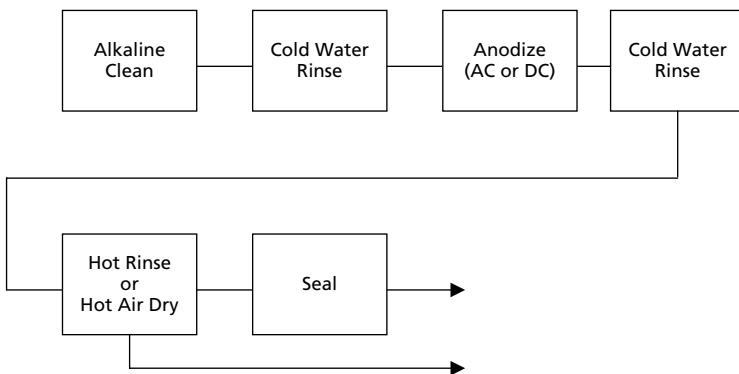 Alkaline
Clean
Cold Water
Rinse
Anodize
(AC or DC)
Cold Water
Rinse
Hot Rinse
or
Hot Air Dry
Seal